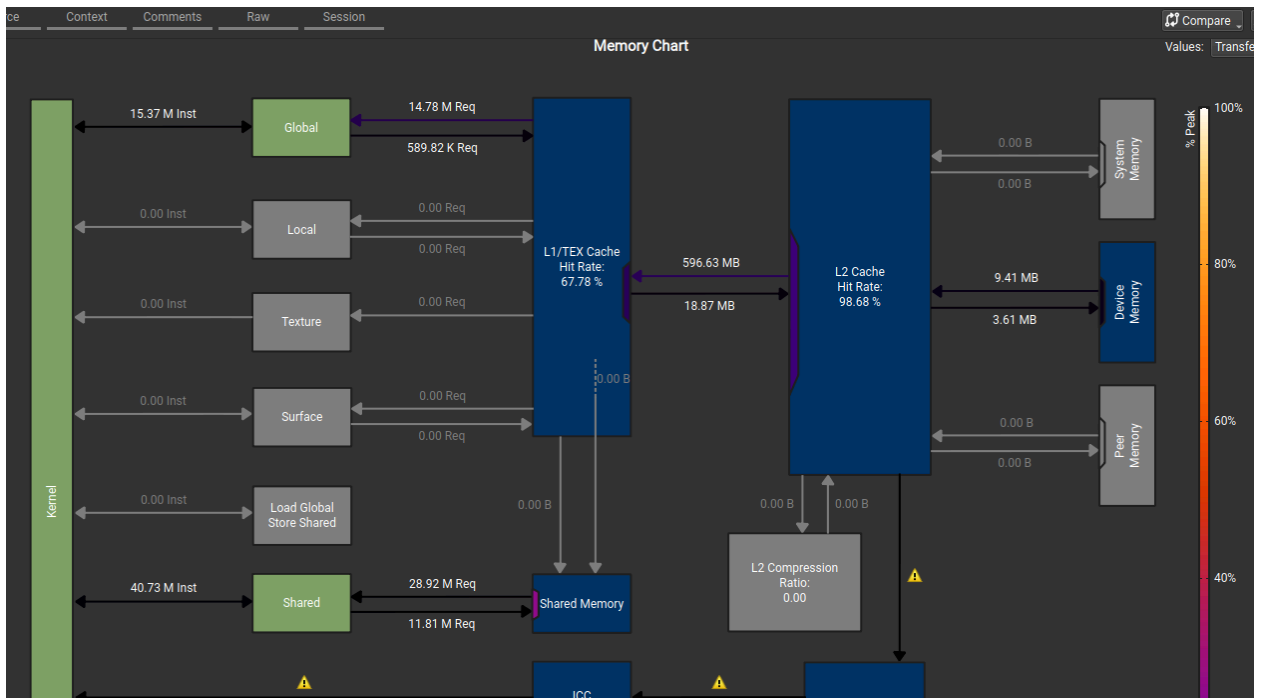 rce
Context
Comments
Raw
Session
Compare
Memory Chart
Values:
Transfe
15.37 M Inst
Global
14.78 M Req
589.82 K Req
0.00 Inst
Local
0.00 Req
0.00 Req
0.00 Inst
Texture
0.00 Req
0.00 Inst
Surface
0.00 Req
0.00 Req
0.00 Inst
Load Global
Store Shared
40.73 M Inst
Shared
28.92 M Req
11.81 M Req
Kernel
L1/TEX Cache
Hit Rate:
67.78 %
0.00 B
0.00 B
Shared Memory
ICC
596.63 MB
18.87 MB
L2 Cache
Hit Rate:
98.68 %
0.00 B
0.00 B
L2 Compression
Ratio:
0.00
0.00 B
0.00 B
System
Memory
9.41 MB
3.61 MB
Device
Memory
0.00 B
0.00 B
Peer
Memory
% Peak
100%
80%
60%
40%